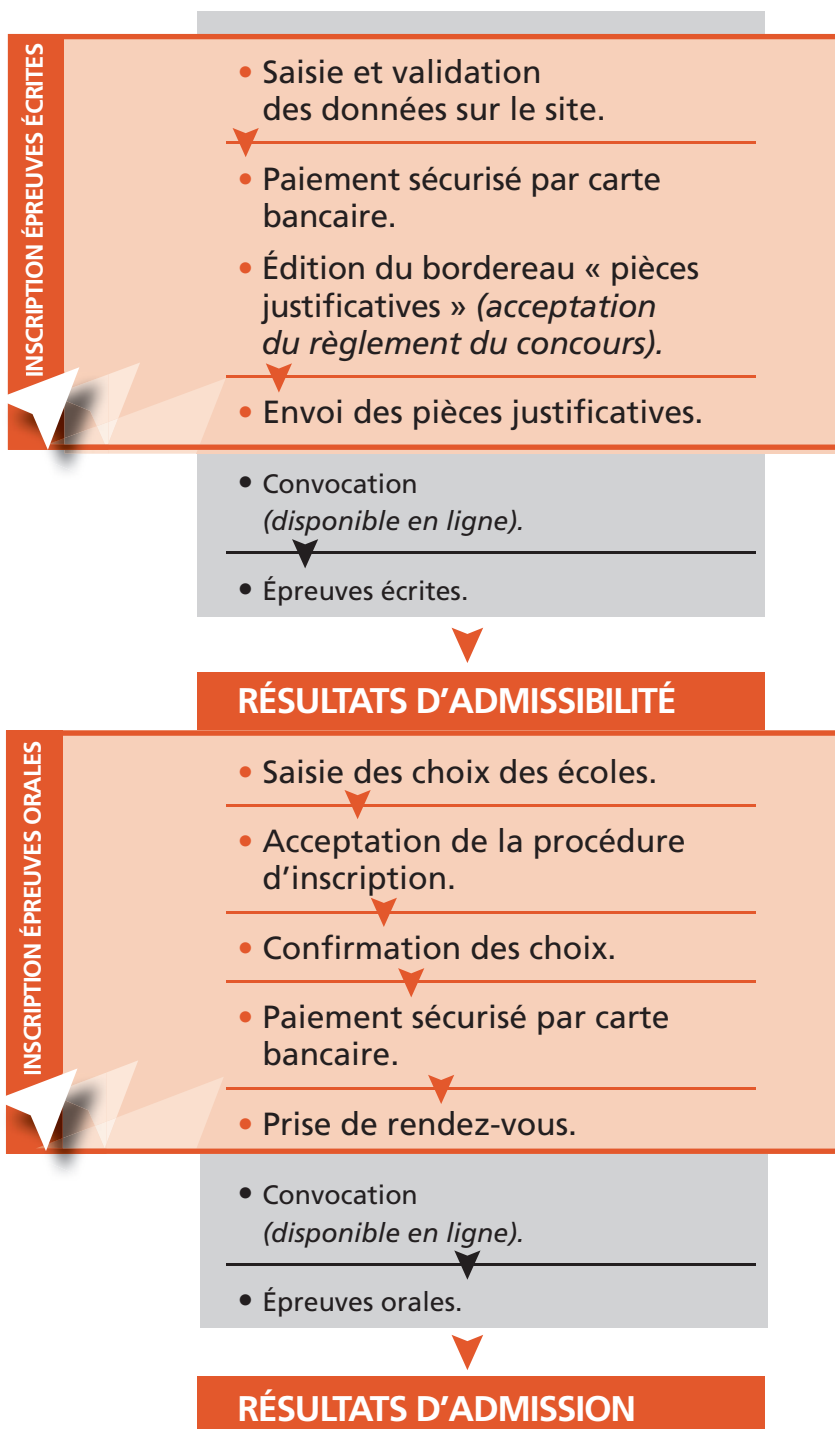 INSCRIPTION ÉPREUVES ÉCRITES
• Saisie et validation
des données sur le site.
• Paiement sécurisé par carte
bancaire.
• Édition du bordereau « pièces
justificatives » (acceptation
du règlement du concours).
• Envoi des pièces justificatives.
• Convocation
(disponible en ligne).
• Épreuves écrites.
RÉSULTATS D’ADMISSIBILITÉ
INSCRIPTION ÉPREUVES ORALES
• Saisie des choix des écoles.
• Acceptation de la procédure
d’inscription.
• Confirmation des choix.
• Paiement sécurisé par carte
bancaire.
• Prise de rendez-vous.
• Convocation
(disponible en ligne).
• Épreuves orales.
RÉSULTATS D’ADMISSION